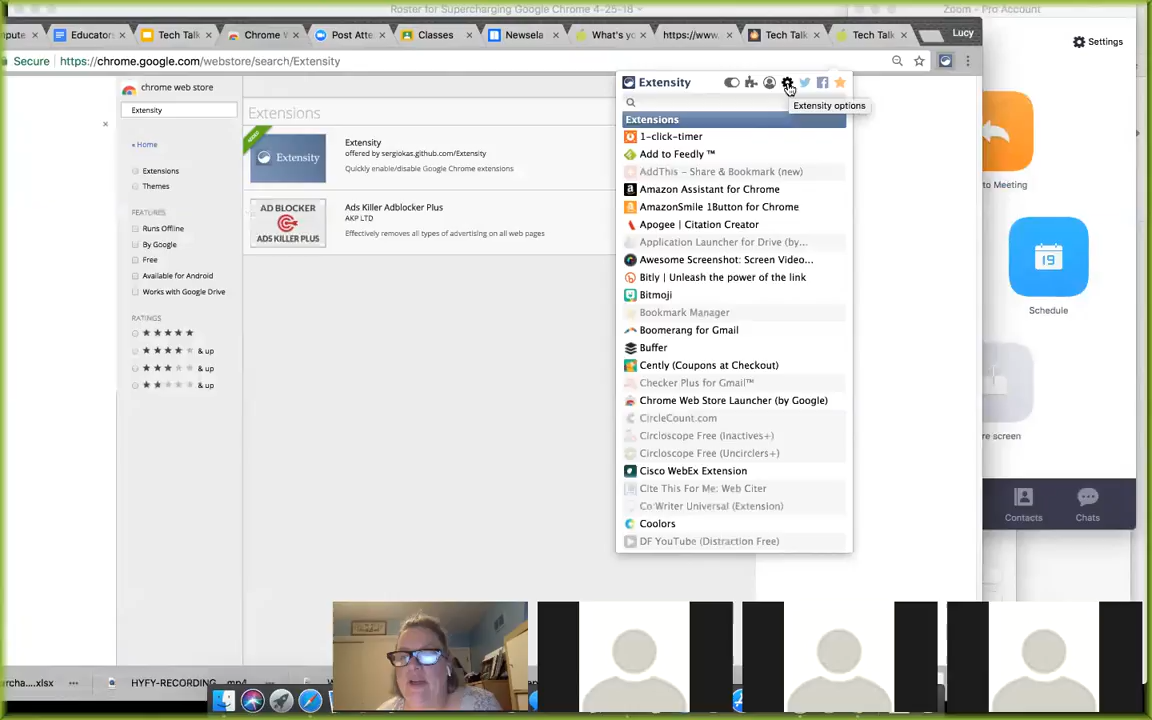 Roster for Supercharging Google Chrome 4-25-18
Zoom - Pro Account
Educators
Tech Talk
Chrome W
Post Atte
Classes
Newsela
What's yo
https://www.
Tech Talk
Tech Talk
Lucy
Settings
Secure
https://chrome.google.com/webstore/search/Extensity
chrome web store
Extensity
« Home
Extensions
Themes
FEATURES
Runs Offline
By Google
Free
Available for Android
Works with Google Drive
RATINGS
& up
& up
& up
Extensions
Extensity
Extensity
offered by sergiokas.github.com/Extensity
Quickly enable/disable Google Chrome extensions
AD BLOCKER
ADS KILLER PLUS
Ads Killer Adblocker Plus
AKP LTD
Effectively removes all types of advertising on all web pages
Extensity
Extensity options
Extensions
1-click-timer
Add to Feedly ™
AddThis - Share & Bookmark (new)
Amazon Assistant for Chrome
AmazonSmile 1Button for Chrome
Apogee | Citation Creator
Application Launcher for Drive (by...
Awesome Screenshot: Screen Video...
Bitly | Unleash the power of the link
Bitmoji
Bookmark Manager
Boomerang for Gmail
Buffer
Cently (Coupons at Checkout)
Checker Plus for Gmail™
Chrome Web Store Launcher (by Google)
CircleCount.com
Circloscope Free (Inactives+)
Circloscope Free (Uncirclers+)
Cisco WebEx Extension
Cite This For Me: Web Citer
Co:Writer Universal (Extension)
Coolors
DF YouTube (Distraction Free)
to Meeting
19
Schedule
re screen
Contacts
Chats
rcha....xlsx
HYFY-RECORDING